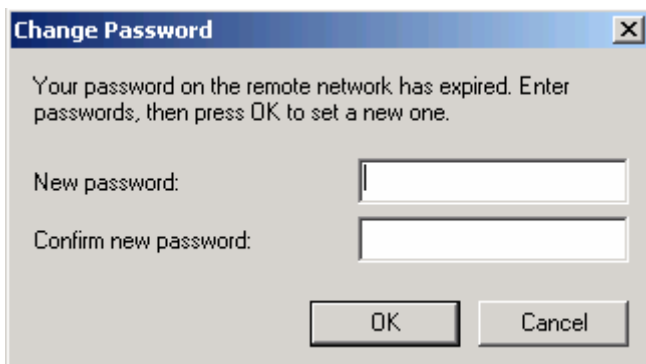 Change Password
Your password on the remote network has expired. Enter
passwords, then press OK to set a new one.
New password:
Confirm new password:
OK Cancel